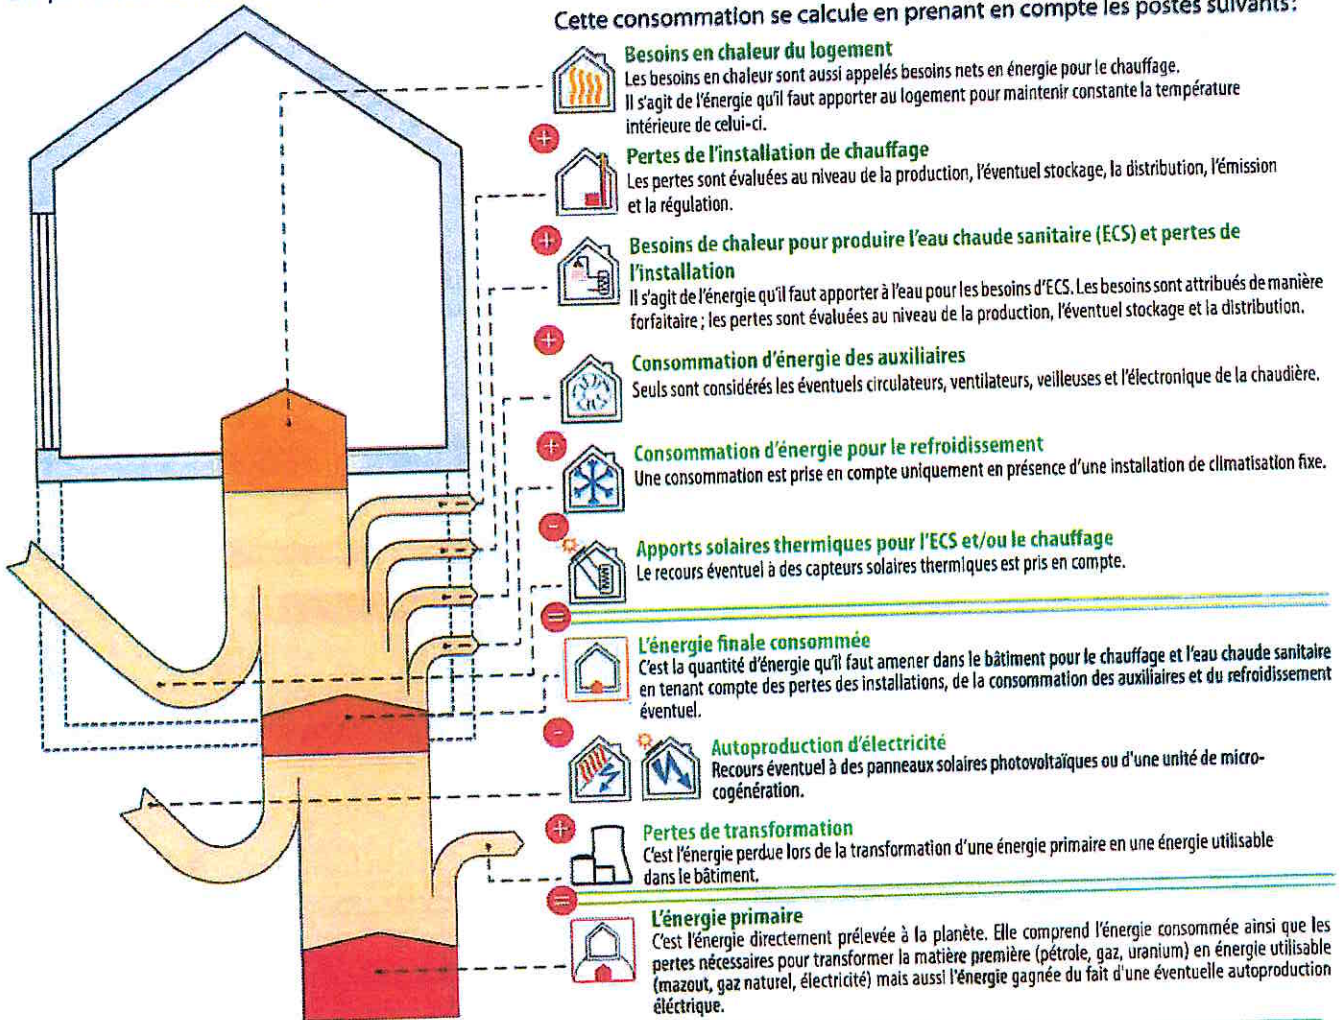 Cette consommation se calcule en prenant en compte les postes suivants:
Besoins en chaleur du logement
Les besoins en chaleur sont aussi appelés besoins nets en énergie pour le chauffage.
Il s'agit de l'énergie qu'il faut apporter au logement pour maintenir constante la température
intérieure de celui-ci.
+
Pertes de l'installation de chauffage
Les pertes sont évaluées au niveau de la production, l'éventuel stockage, la distribution, l'émission
et la régulation.
+
Besoins de chaleur pour produire l'eau chaude sanitaire (ECS) et pertes de
l'installation
Il s'agit de l'énergie qu'il faut apporter à l'eau pour les besoins d'ECS. Les besoins sont attribués de manière
forfaitaire ; les pertes sont évaluées au niveau de la production, l'éventuel stockage et la distribution.
+
Consommation d'énergie des auxiliaires
Seuls sont considérés les éventuels circulateurs, ventilateurs, veilleuses et l'électronique de la chaudière.
+
Consommation d'énergie pour le refroidissement
Une consommation est prise en compte uniquement en présence d'une installation de climatisation fixe.
-
Apports solaires thermiques pour l'ECS et/ou le chauffage
Le recours éventuel à des capteurs solaires thermiques est pris en compte.
=
L'énergie finale consommée
C'est la quantité d'énergie qu'il faut amener dans le bâtiment pour le chauffage et l'eau chaude sanitaire
en tenant compte des pertes des installations, de la consommation des auxiliaires et du refroidissement
éventuel.
-
Autoproduction d'électricité
Recours éventuel à des panneaux solaires photovoltaïques ou d'une unité de micro-
cogénération.
+
Pertes de transformation
C'est l'énergie perdue lors de la transformation d'une énergie primaire en une énergie utilisable
dans le bâtiment.
=
L'énergie primaire
C'est l'énergie directement prélevée à la planète. Elle comprend l'énergie consommée ainsi que les
pertes nécessaires pour transformer la matière première (pétrole, gaz, uranium) en énergie utilisable
(mazout, gaz naturel, électricité) mais aussi l'énergie gagnée du fait d'une éventuelle autoproduction
éléctrique.